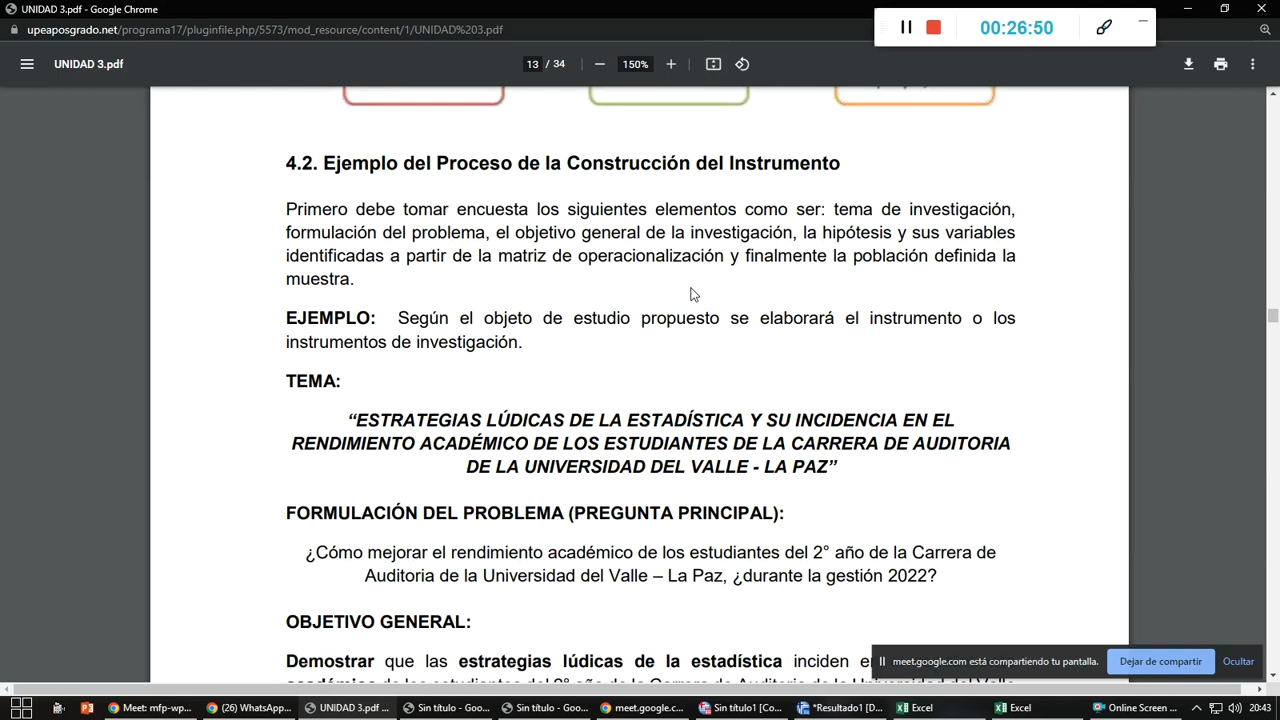 UNIDAD 3.pdf - Google Chrome
upeaposgrado.net/programa17/pluginfile.php/5573/mod_resource/content/1/UNIDAD%203.pdf
00:26:50
UNIDAD 3.pdf
13 / 34
150%
4.2. Ejemplo del Proceso de la Construcción del Instrumento
Primero debe tomar encuesta los siguientes elementos como ser: tema de investigación,
formulación del problema, el objetivo general de la investigación, la hipótesis y sus variables
identificadas a partir de la matriz de operacionalización y finalmente la población definida la
muestra.
EJEMPLO: Según el objeto de estudio propuesto se elaborará el instrumento o los
instrumentos de investigación.
TEMA:
“ESTRATEGIAS LÚDICAS DE LA ESTADÍSTICA Y SU INCIDENCIA EN EL
RENDIMIENTO ACADÉMICO DE LOS ESTUDIANTES DE LA CARRERA DE AUDITORIA
DE LA UNIVERSIDAD DEL VALLE - LA PAZ”
FORMULACIÓN DEL PROBLEMA (PREGUNTA PRINCIPAL):
¿Cómo mejorar el rendimiento académico de los estudiantes del 2° año de la Carrera de
Auditoria de la Universidad del Valle – La Paz, ¿durante la gestión 2022?
OBJETIVO GENERAL:
Demostrar que las estrategias lúdicas de la estadística inciden
meet.google.com está compartiendo tu pantalla.
Dejar de compartir
Ocultar
Meet: mfp-wp...
(26) WhatsApp...
UNIDAD 3.pdf ...
Sin título - Goo...
Sin título - Goo...
meet.google.c...
Sin título1 [Co...
*Resultado1 [D...
Excel
Excel
Online Screen ...
20:43